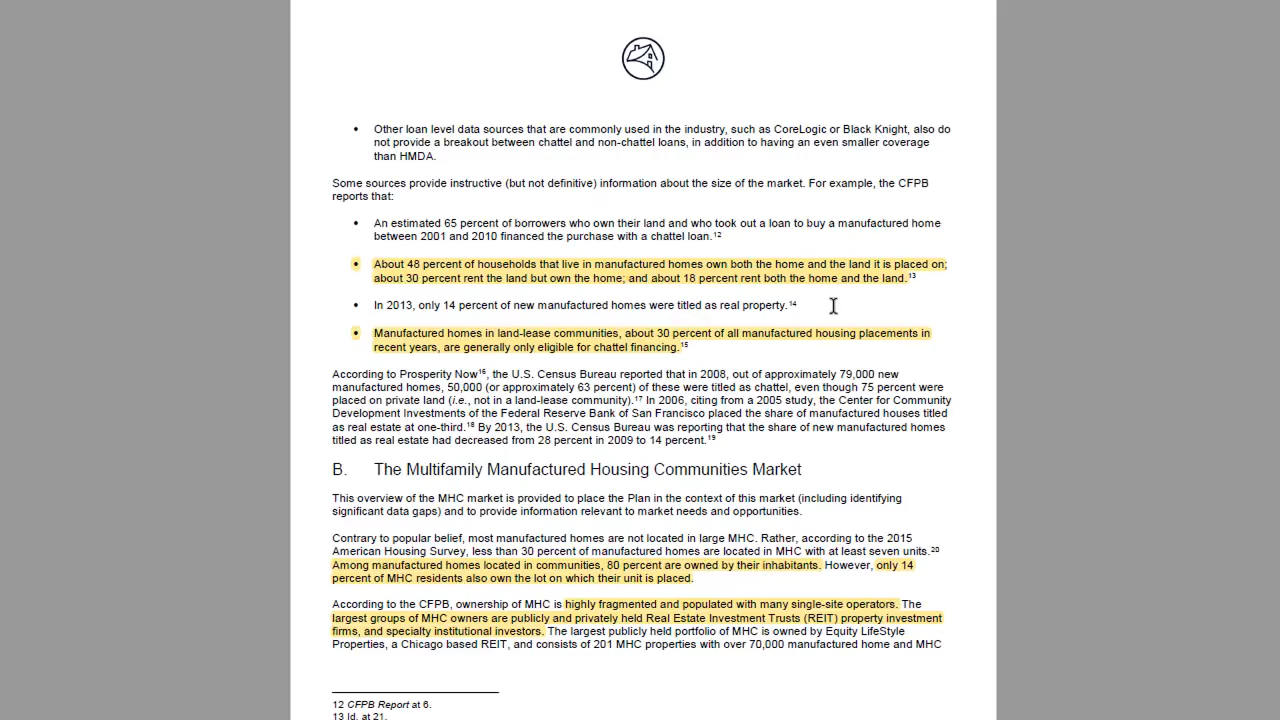 • Other loan level data sources that are commonly used in the industry, such as CoreLogic or Black Knight, also do
not provide a breakout between chattel and non-chattel loans, in addition to having an even smaller coverage
than HMDA.
Some sources provide instructive (but not definitive) information about the size of the market. For example, the CFPB
reports that:
• An estimated 65 percent of borrowers who own their land and who took out a loan to buy a manufactured home
between 2001 and 2010 financed the purchase with a chattel loan.¹²
• About 48 percent of households that live in manufactured homes own both the home and the land it is placed on;
about 30 percent rent the land but own the home; and about 18 percent rent both the home and the land.¹³
• In 2013, only 14 percent of new manufactured homes were titled as real property.¹⁴
• Manufactured homes in land-lease communities, about 30 percent of all manufactured housing placements in
recent years, are generally only eligible for chattel financing.¹⁵
According to Prosperity Now¹⁶, the U.S. Census Bureau reported that in 2008, out of approximately 79,000 new
manufactured homes, 50,000 (or approximately 63 percent) of these were titled as chattel, even though 75 percent were
placed on private land (i.e., not in a land-lease community).¹⁷ In 2006, citing from a 2005 study, the Center for Community
Development Investments of the Federal Reserve Bank of San Francisco placed the share of manufactured houses titled
as real estate at one-third.¹⁸ By 2013, the U.S. Census Bureau was reporting that the share of new manufactured homes
titled as real estate had decreased from 28 percent in 2009 to 14 percent.¹⁹
B. The Multifamily Manufactured Housing Communities Market
This overview of the MHC market is provided to place the Plan in the context of this market (including identifying
significant data gaps) and to provide information relevant to market needs and opportunities.
Contrary to popular belief, most manufactured homes are not located in large MHC. Rather, according to the 2015
American Housing Survey, less than 30 percent of manufactured homes are located in MHC with at least seven units.²⁰
Among manufactured homes located in communities, 80 percent are owned by their inhabitants. However, only 14
percent of MHC residents also own the lot on which their unit is placed.
According to the CFPB, ownership of MHC is highly fragmented and populated with many single-site operators. The
largest groups of MHC owners are publicly and privately held Real Estate Investment Trusts (REIT) property investment
firms, and specialty institutional investors. The largest publicly held portfolio of MHC is owned by Equity LifeStyle
Properties, a Chicago based REIT, and consists of 201 MHC properties with over 70,000 manufactured home and MHC
12 CFPB Report at 6.
13 Id. at 21.